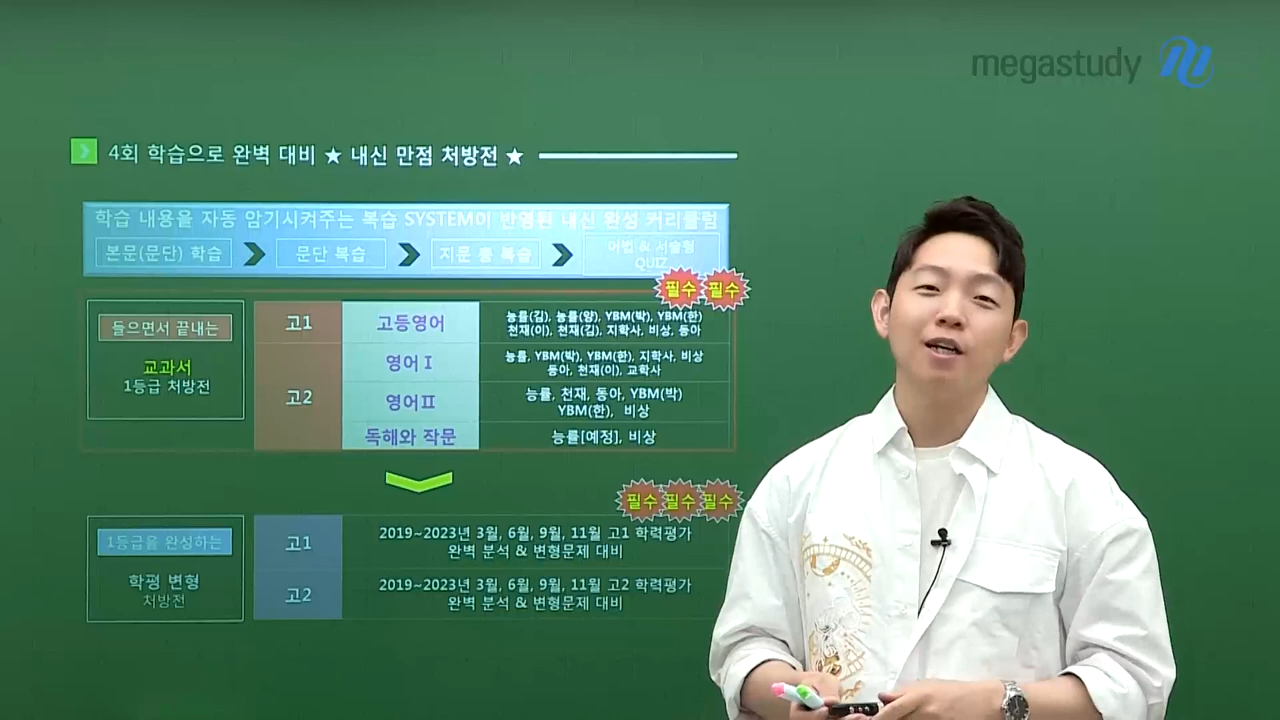 megastudy
4회 학습으로 완벽 대비 ★ 내신 만점 처방전 ★
학습 내용을 자동 암기시켜주는 복습 SYSTEM이 반영된 내신 완성 커리큘럼
본문(문단) 학습
문단 복습
지문 총 복습
어법 & 서술형
QUIZ
필수 필수
들으면서 끝내는
교과서
1등급 처방전
고1
고등영어
능률(김), 능률(양), YBM(박), YBM(한)
천재(이), 천재(김), 지학사, 비상, 동아
고2
영어Ⅰ
능률, YBM(박), YBM(한), 지학사, 비상
동아, 천재(이), 교학사
영어Ⅱ
능률, 천재, 동아, YBM(박)
YBM(한), 비상
독해와 작문
능률[예정], 비상
필수 필수 필수
1등급을 완성하는
학평 변형
처방전
고1
2019~2023년 3월, 6월, 9월, 11월 고1 학력평가
완벽 분석 & 변형문제 대비
고2
2019~2023년 3월, 6월, 9월, 11월 고2 학력평가
완벽 분석 & 변형문제 대비